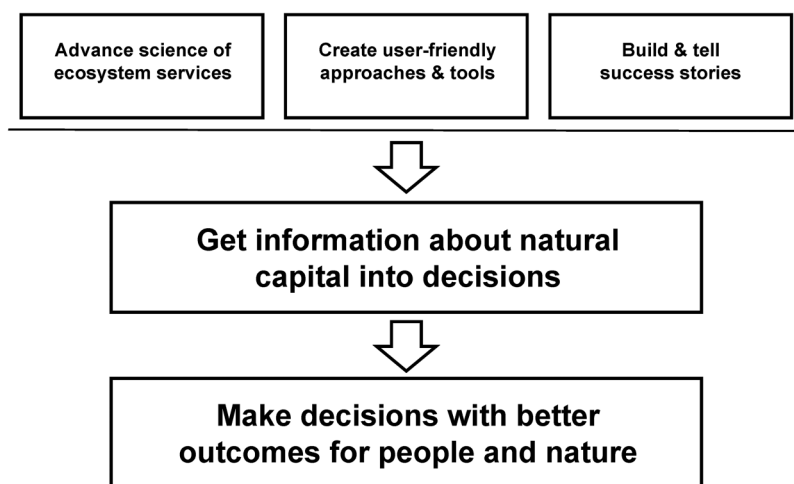 Advance science of
ecosystem services
Create user-friendly
approaches & tools
Build & tell
success stories
Get information about natural
capital into decisions
Make decisions with better
outcomes for people and nature